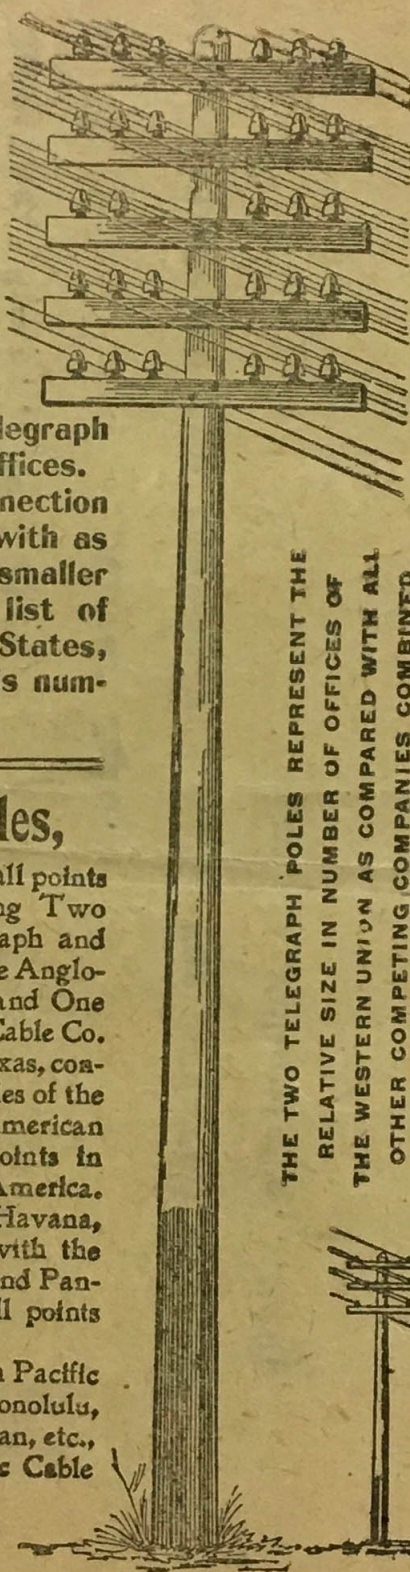 legraph
ffices.
nection
with as
smaller
list of
States,
s num-
les,
all points
ng Two
aph and
e Anglo-
and One
Cable Co.
xas, con-
es of the
merican
oints in
America.
Havana,
with the
nd Pan-
ll points
n Pacific
onolulu,
an, etc.,
c Cable
THE TWO TELEGRAPH POLES REPRESENT THE
RELATIVE SIZE IN NUMBER OF OFFICES OF
THE WESTERN UNION AS COMPARED WITH ALL
OTHER COMPETING COMPANIES COMBINED